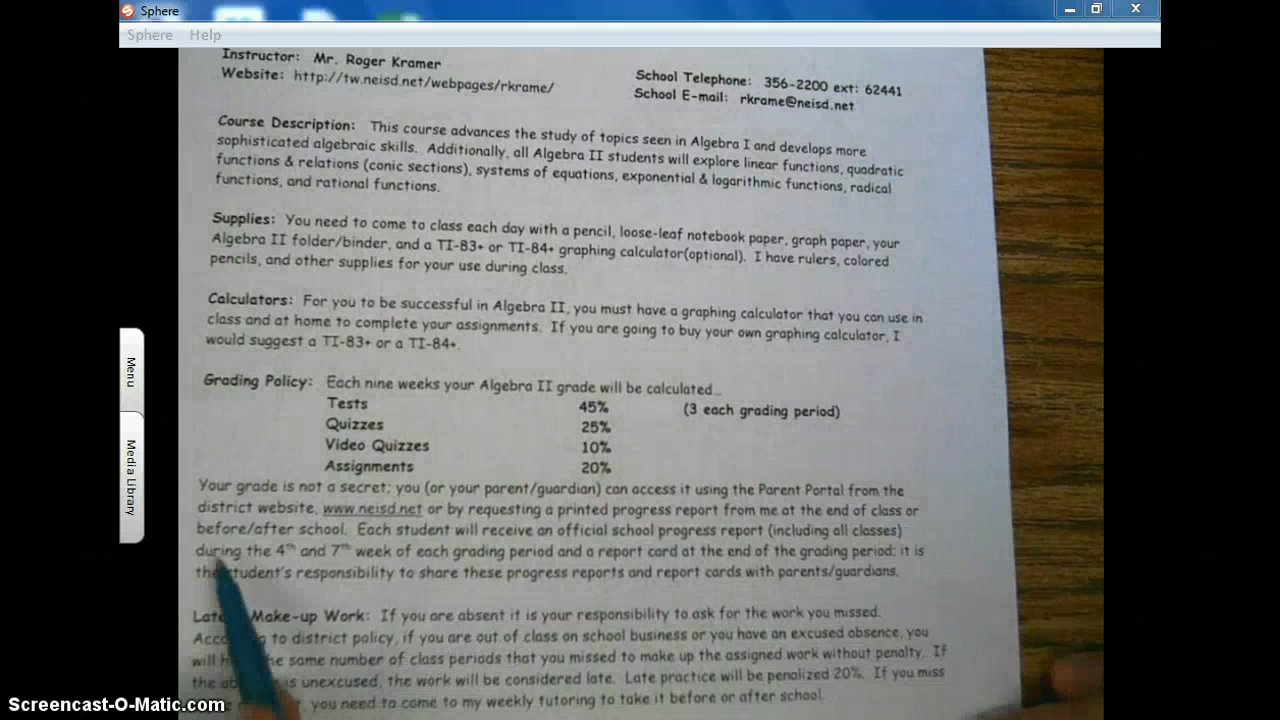 Sphere
Sphere Help
Instructor: Mr. Roger Kramer
Website: http://tw.neisd.net/webpages/rkrame/
School Telephone: 356-2200 ext: 62441
School E-mail: rkrame@neisd.net
Course Description: This course advances the study of topics seen in Algebra I and develops more
sophisticated algebraic skills. Additionally, all Algebra II students will explore linear functions, quadratic
functions & relations (conic sections), systems of equations, exponential & logarithmic functions, radical
functions, and rational functions.
Supplies: You need to come to class each day with a pencil, loose-leaf notebook paper, graph paper, your
Algebra II folder/binder, and a TI-83+ or TI-84+ graphing calculator(optional). I have rulers, colored
pencils, and other supplies for your use during class.
Calculators: For you to be successful in Algebra II, you must have a graphing calculator that you can use in
class and at home to complete your assignments. If you are going to buy your own graphing calculator, I
would suggest a TI-83+ or a TI-84+.
Grading Policy: Each nine weeks your Algebra II grade will be calculated…
Tests 45% (3 each grading period)
Quizzes 25%
Video Quizzes 10%
Assignments 20%
Your grade is not a secret; you (or your parent/guardian) can access it using the Parent Portal from the
district website, www.neisd.net or by requesting a printed progress report from me at the end of class or
before/after school. Each student will receive an official school progress report (including all classes)
during the 4th and 7th week of each grading period and a report card at the end of the grading period; it is
the student's responsibility to share these progress reports and report cards with parents/guardians.
Make-up Work: If you are absent it is your responsibility to ask for the work you missed.
to district policy, if you are out of class on school business or you have an excused absence, you
will the same number of class periods that you missed to make up the assigned work without penalty. If
the is unexcused, the work will be considered late. Late practice will be penalized 20%. If you miss
you need to come to my weekly tutoring to take it before or after school.
Menu
Media Library
Screencast-O-Matic.com